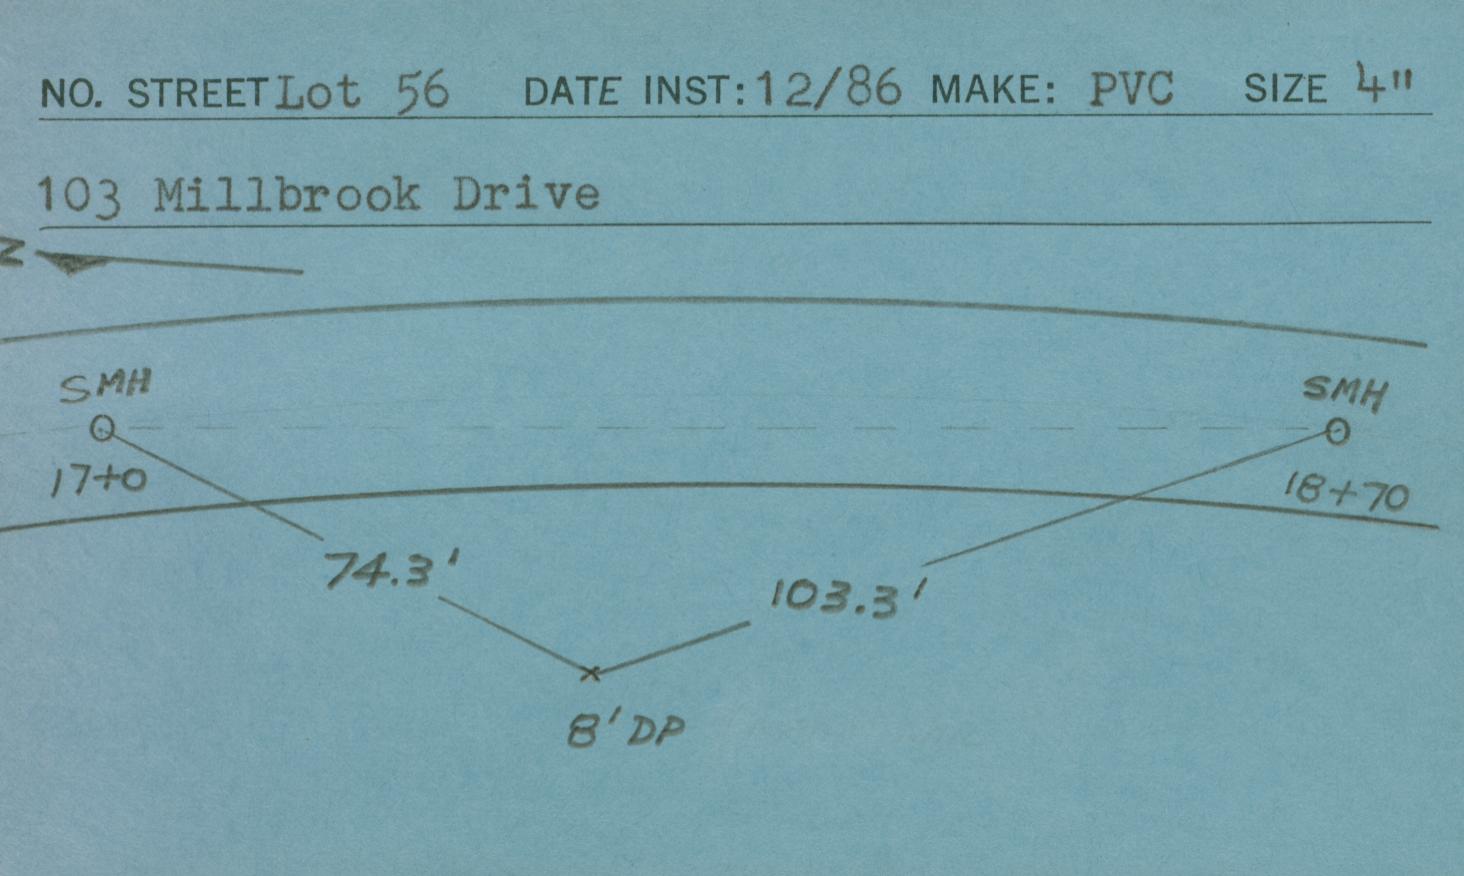 NO. STREET Lot 56 DATE INST: 12/86 MAKE: PVC SIZE 4"
103 Millbrook Drive
Z
SMH SMH
17+0 18+70
74.3' 103.3'
8' DP